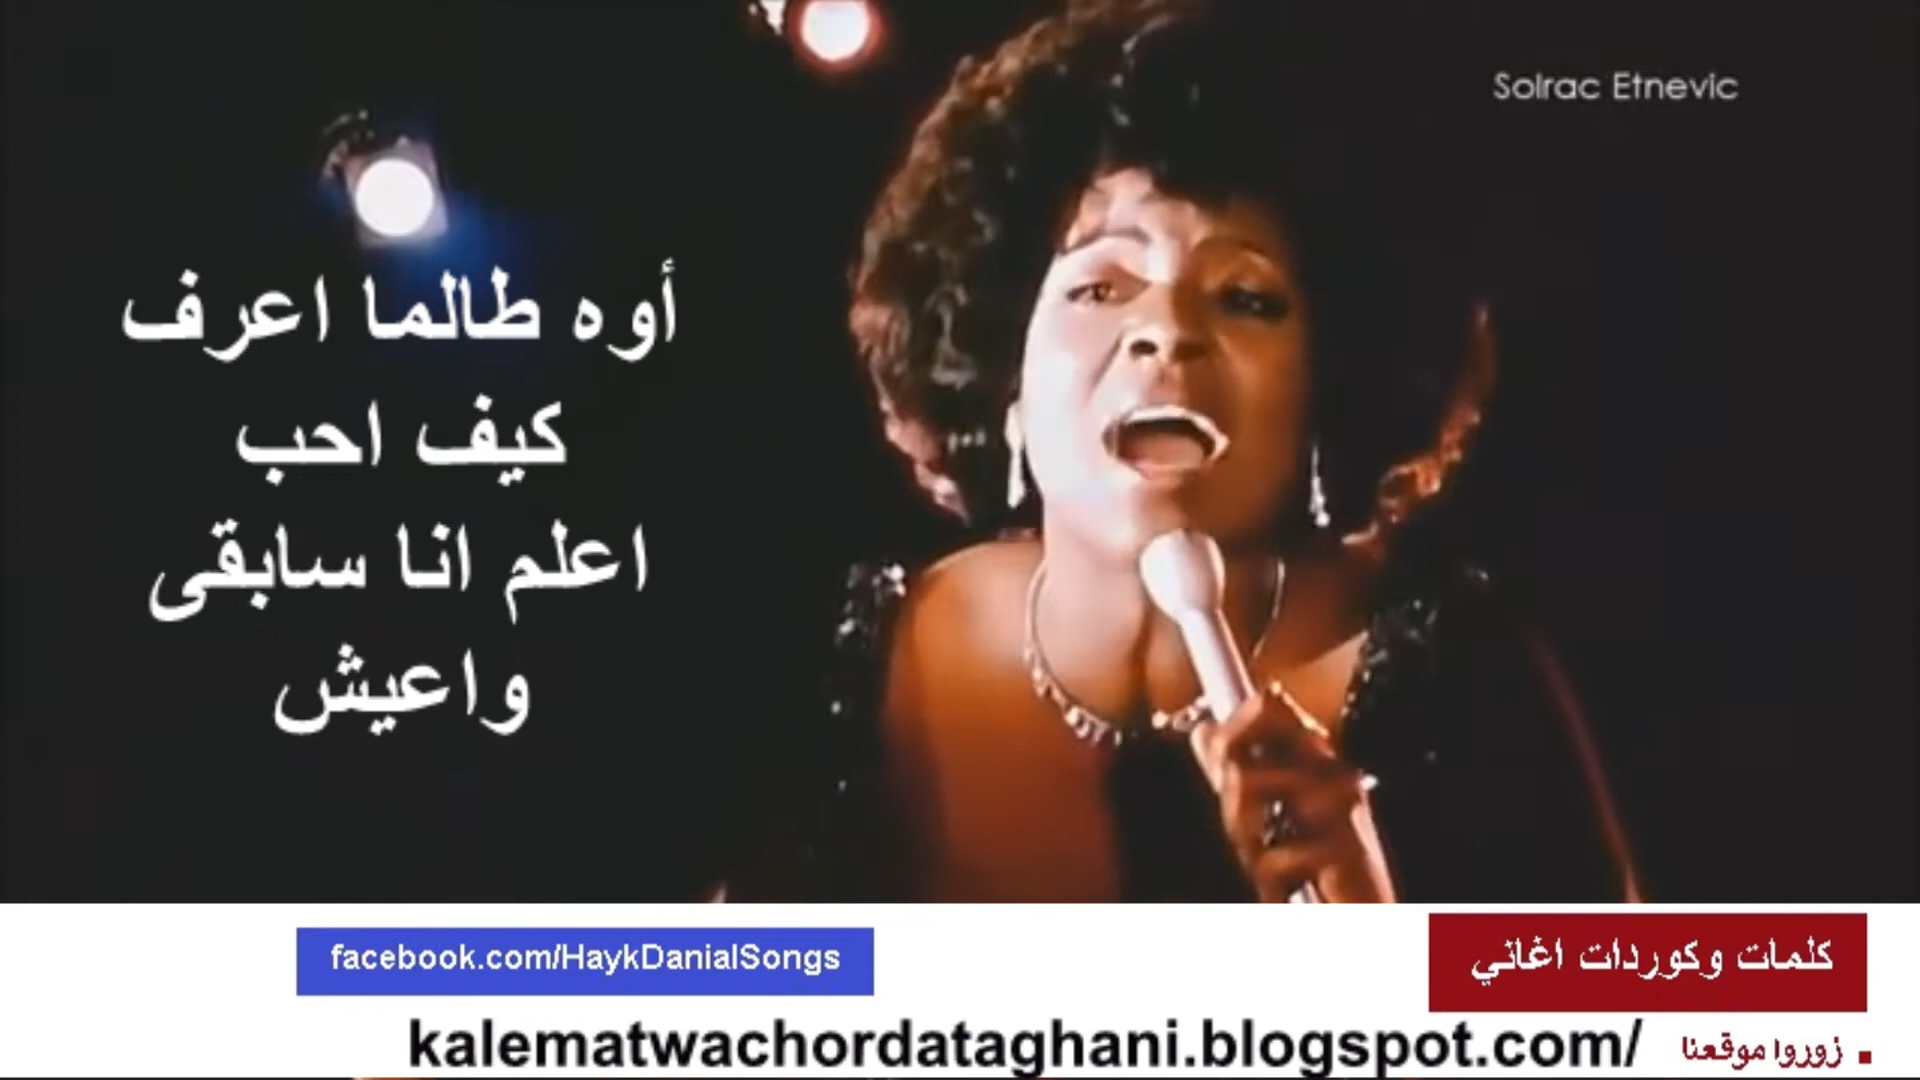 Solrac Etnevic
أوه طالما اعرف
كيف احب
اعلم انا سابقى
واعيش
facebook.com/HaykDanialSongs
كلمات وكوردات اغاني
kalematwachordataghani.blogspot.com/
زوروا موقعنا